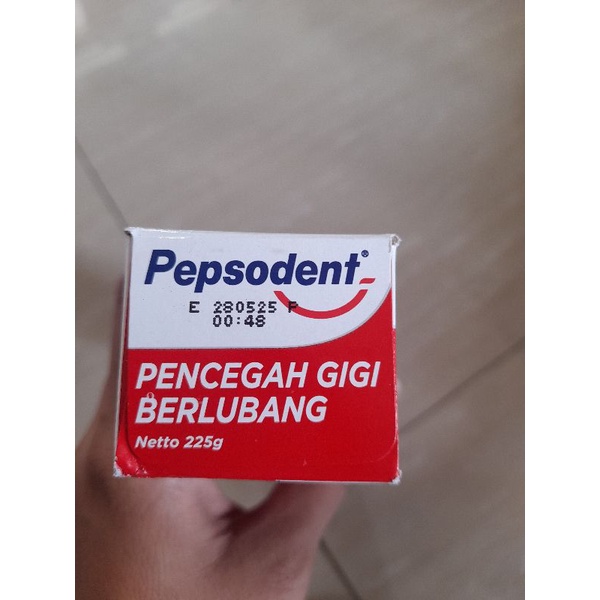 Pepsodent®
E 280525 P
00:48
PENCEGAH GIGI
BERLUBANG
Netto 225g